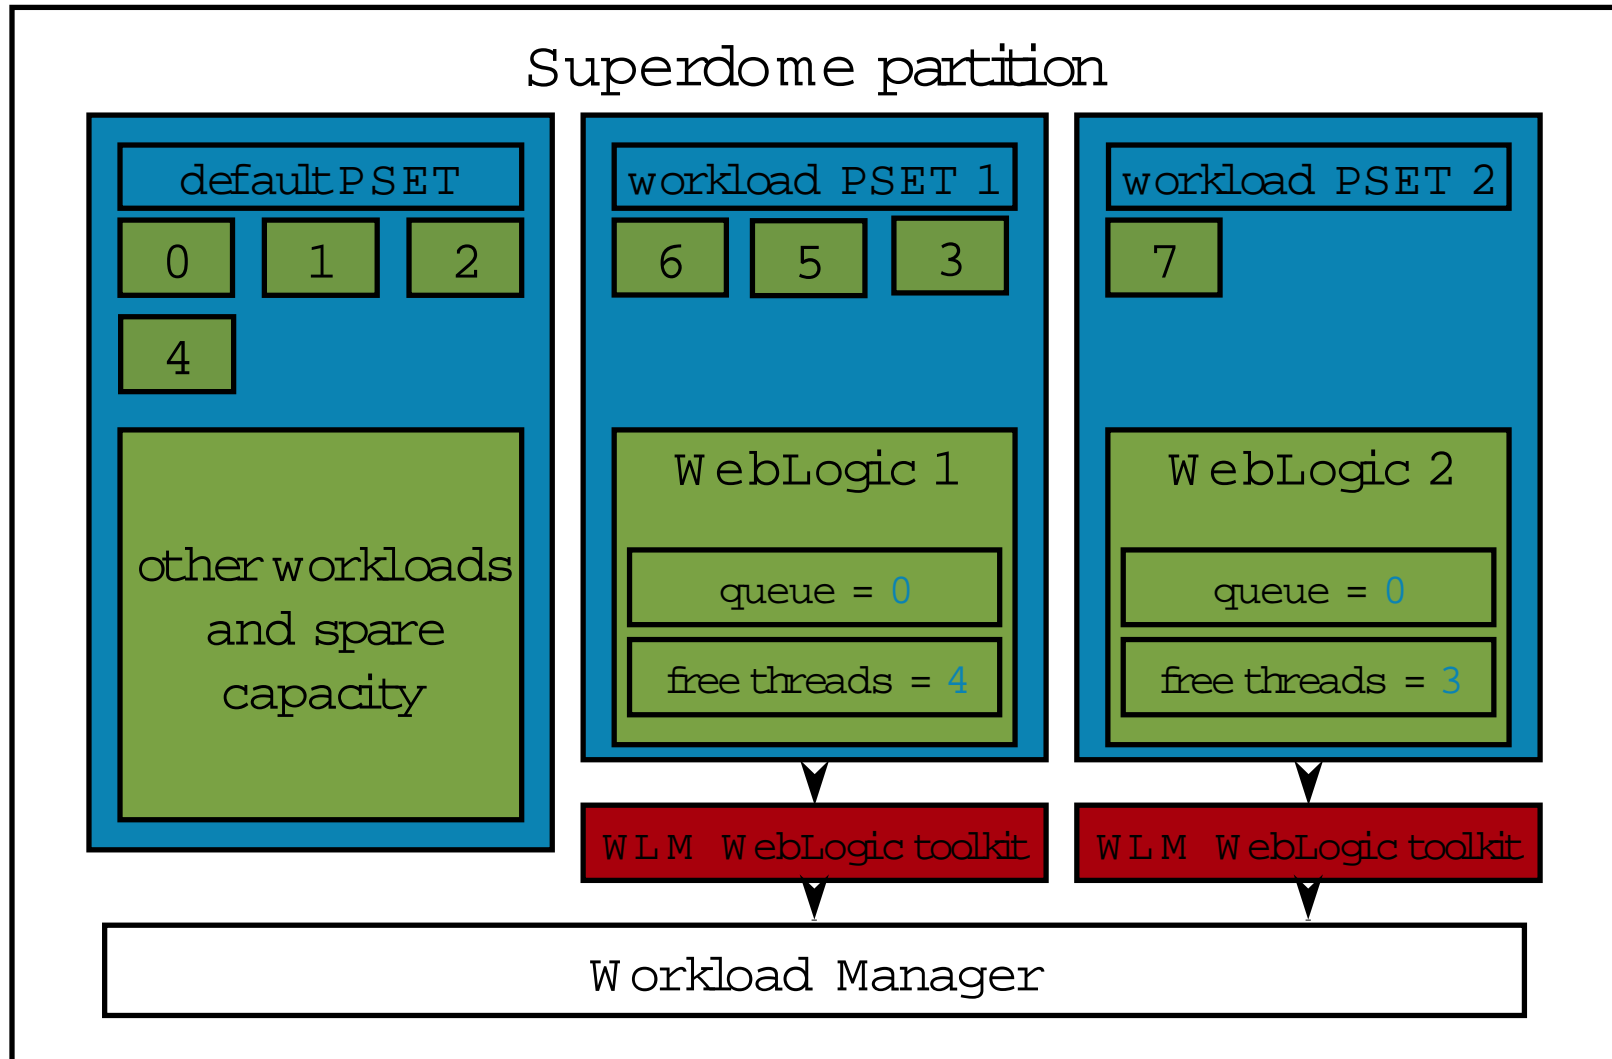 Superdome partition
default PSET
0 1 2
4
other workloads
and spare
capacity
workload PSET 1
6 5 3
WebLogic 1
queue = 0
free threads = 4
workload PSET 2
7
WebLogic 2
queue = 0
free threads = 3
WLM WebLogic toolkit
WLM WebLogic toolkit
Workload Manager